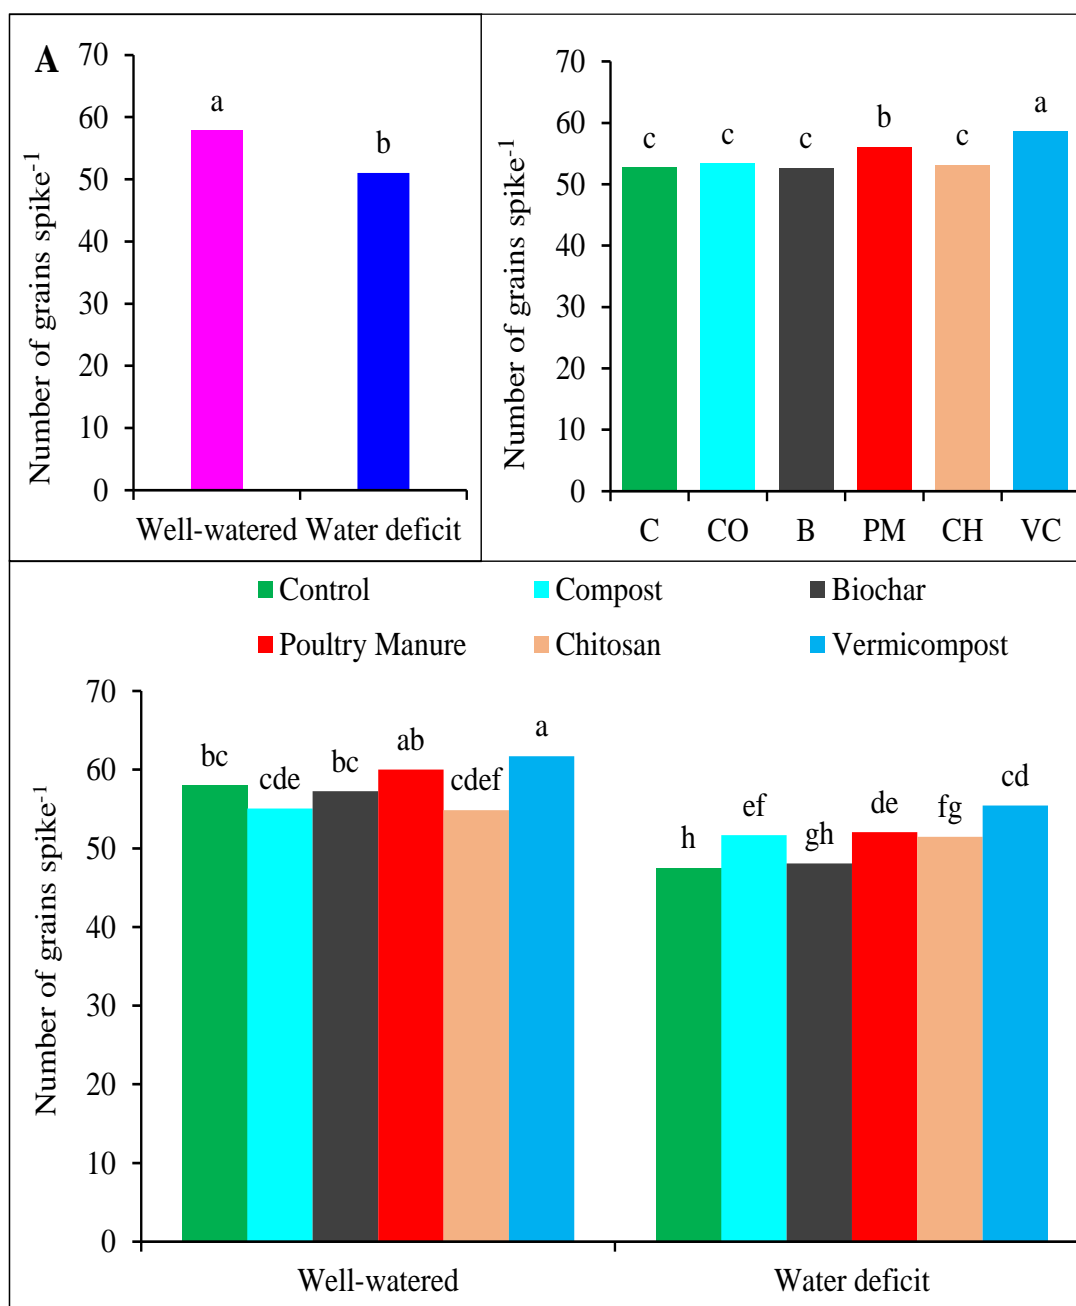 A
Number of grains spike-1
70
60
50
40
30
20
10
0
a
b
Well-watered Water deficit
Number of grains spike-1
70
60
50
40
30
20
10
0
c c c b c a
C CO B PM CH VC
Control Compost Biochar
Poultry Manure Chitosan Vermicompost
Number of grains spike-1
70
60
50
40
30
20
10
0
bc cde bc ab cdef a
h ef gh de fg cd
Well-watered Water deficit